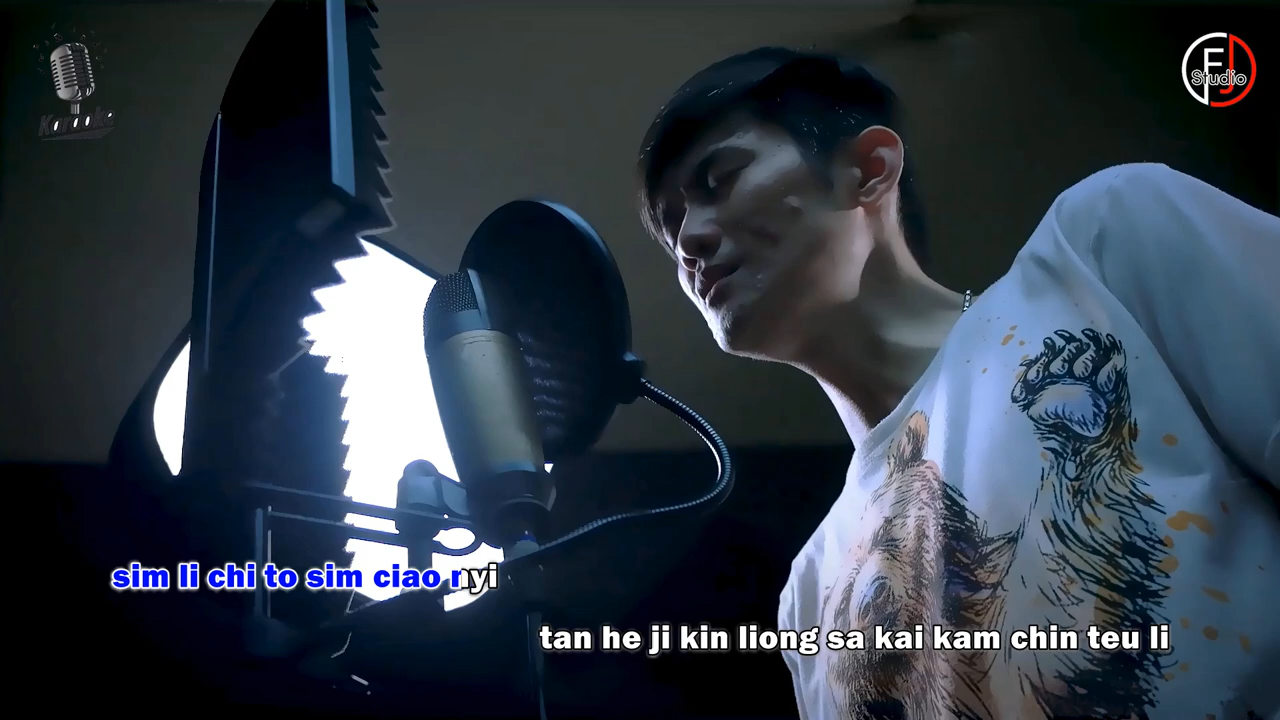 Karaoke
FJ
Studio
sim li chi to sim ciao nyi
tan he ji kin liong sa kai kam chin teu li